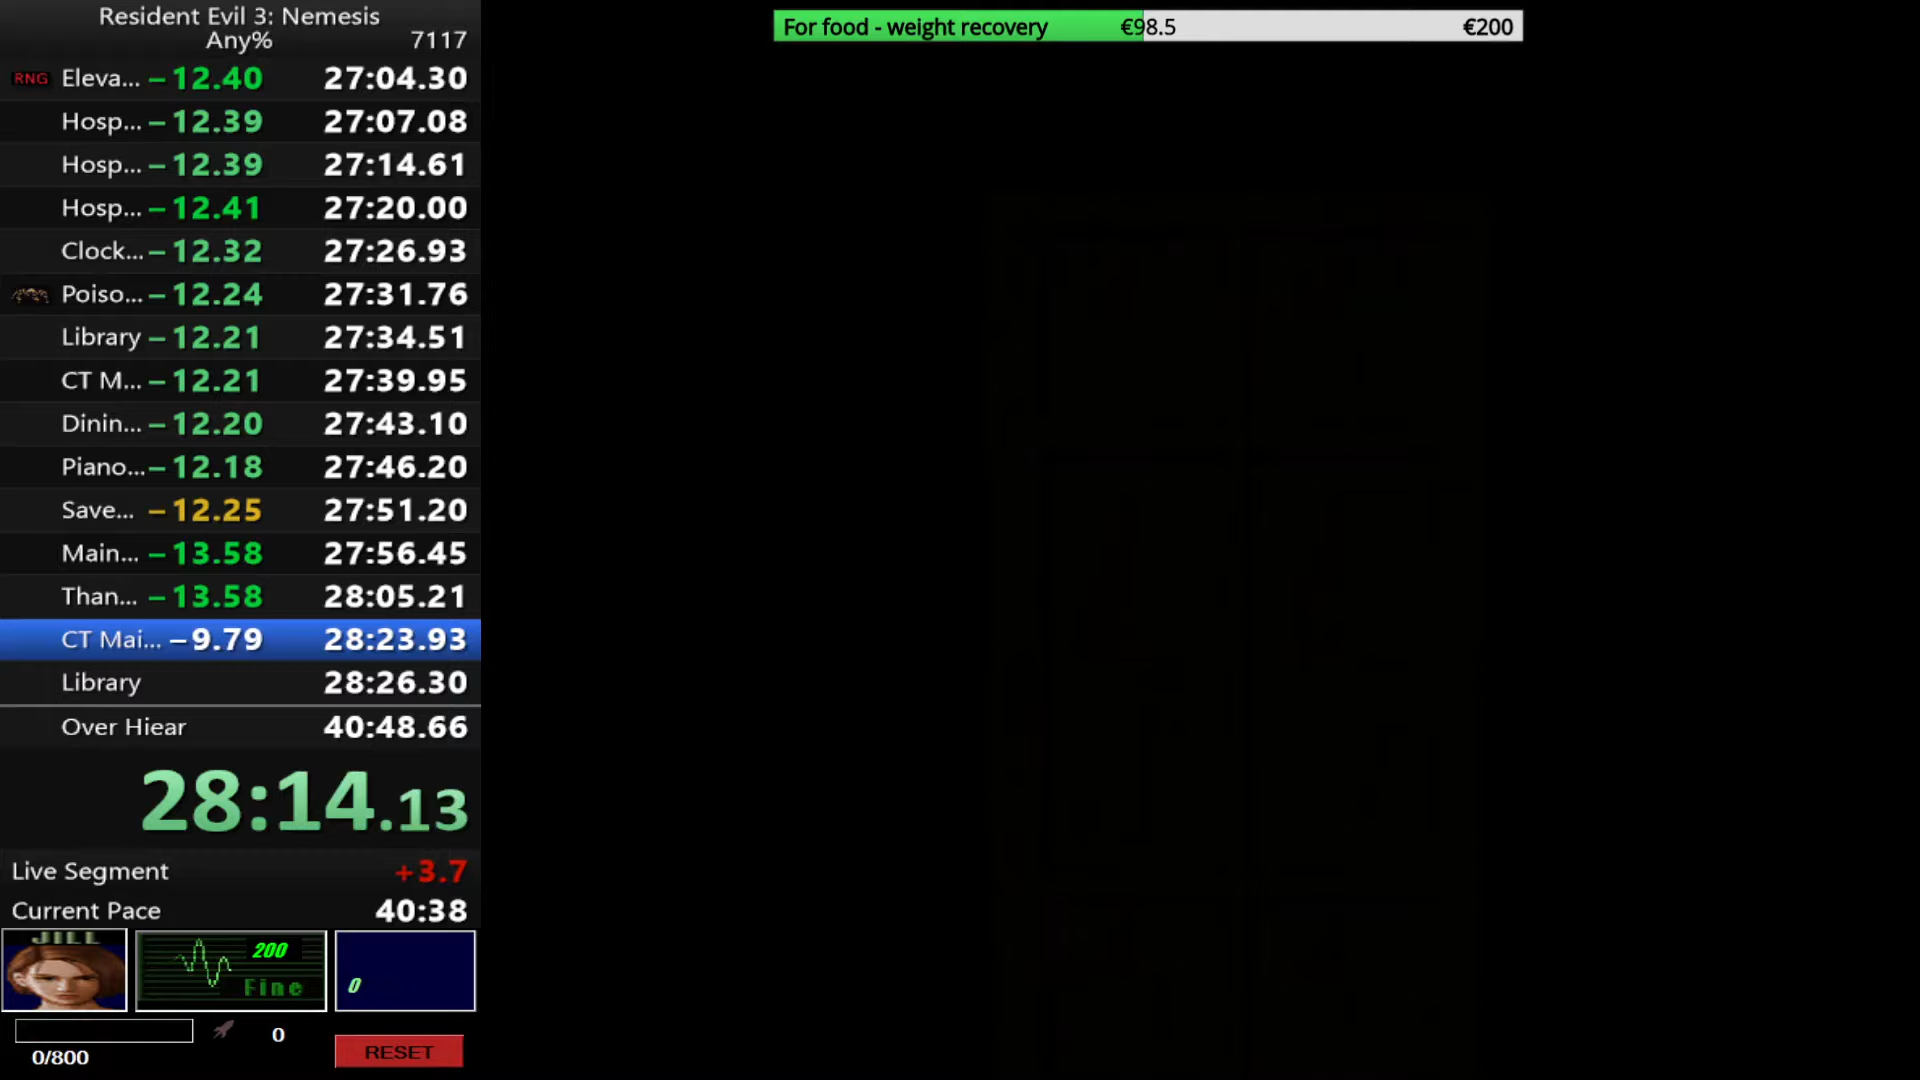 Resident Evil 3: Nemesis
Any% 7117
RNG Eleva... −12.40 27:04.30
Hosp... −12.39 27:07.08
Hosp... −12.39 27:14.61
Hosp... −12.41 27:20.00
Clock... −12.32 27:26.93
Poiso... −12.24 27:31.76
Library −12.21 27:34.51
CT M... −12.21 27:39.95
Dinin... −12.20 27:43.10
Piano... −12.18 27:46.20
Save... −12.25 27:51.20
Main... −13.58 27:56.45
Than... −13.58 28:05.21
CT Mai... −9.79 28:23.93
Library 28:26.30
Over Hiear 40:48.66
28:14.13
Live Segment +3.7
Current Pace 40:38
JILL
200
Fine
0
0
0/800
RESET
For food - weight recovery €98.5 €200